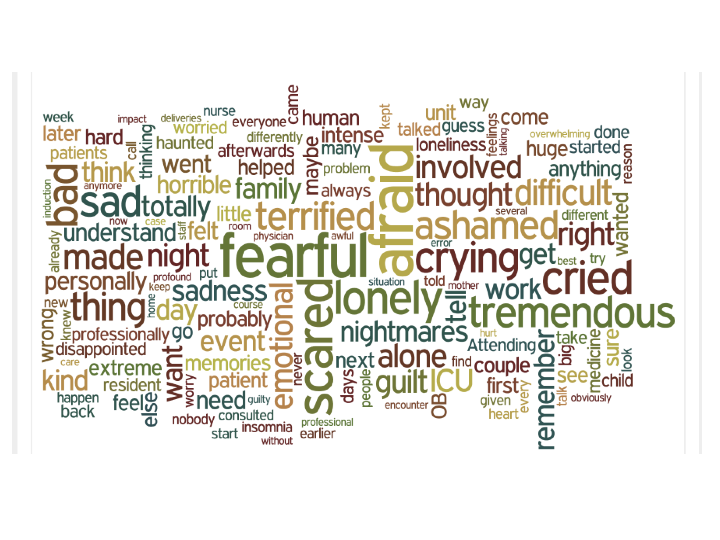 week
impact
deliveries
nurse
everyone
came
human
kept
unit
way
later
hard
call
thinking
worried
haunted
differently
intense
talked
guess
feelings
talking
come
overwhelming
done
patients
think
anymore
went
afterwards
helped
maybe
many
problem
loneliness
involved
huge
started
anything
reason
induction
bad
sad
totally
horrible
family
always
afraid
thought
difficult
wanted
now
case
little
terrified
several
different
already
understand
staff
felt
room
physician
awful
ashamed
right
made
night
fearful
error
crying
get
best
try
personally
profound
keep
put
situation
told
mother
work
cried
new
thing
home
sadness
course
emotional
scared
lonely
tell
tremendous
wrong
knew
day
probably
professionally
go
event
nightmares
hurt
Attending
remember
take
big
medicine
sure
disappointed
want
memories
never
next
alone
find
couple
see
look
care
extreme
kind
resident
worry
patient
days
people
guilt
ICU
first
every
talk
child
happen
back
feel
else
need
guilty
encounter
OB
given
heart
obviously
nobody
consulted
start
insomnia
without
professional
earlier